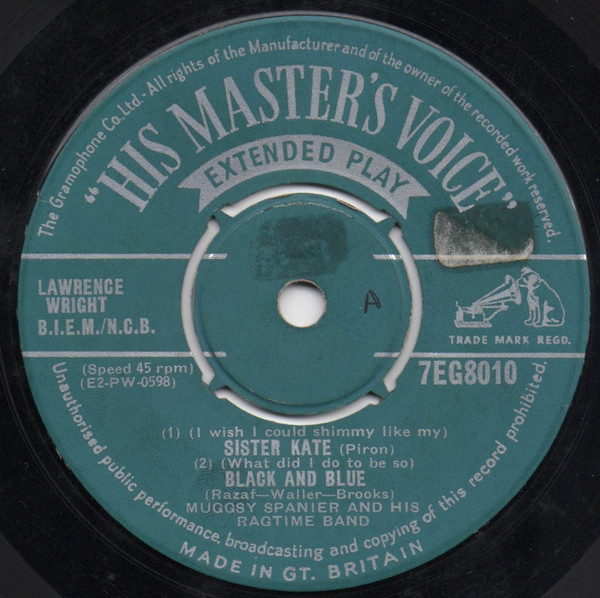 The Gramophone Co. Ltd. All rights of the Manufacturer and of the owner of the recorded work reserved.
"HIS MASTER'S VOICE"
EXTENDED PLAY
LAWRENCE
WRIGHT
B.I.E.M./N.C.B.
A
TRADE MARK REGD.
(Speed 45 rpm)
(E2-PW-0598)
7EG8010
(1) (I wish I could shimmy like my)
SISTER KATE (Piron)
(2) (What did I do to be so)
BLACK AND BLUE
(Razaf—Waller—Brooks)
MUGGSY SPANIER AND HIS
RAGTIME BAND
Unauthorised public performance, broadcasting and copying of this record prohibited.
MADE IN GT. BRITAIN